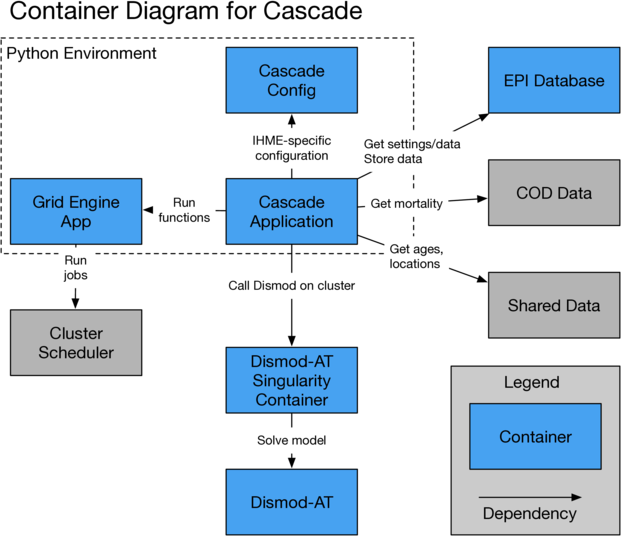 Container Diagram for Cascade
Python Environment
Cascade
Config
EPI Database
IHME-specific
configuration
Get settings/data
Store data
Grid Engine
App
Run
functions
Cascade
Application
Get mortality
COD Data
Run
jobs
Get ages,
locations
Call Dismod on cluster
Shared Data
Cluster
Scheduler
Dismod-AT
Singularity
Container
Solve model
Dismod-AT
Legend
Container
Dependency